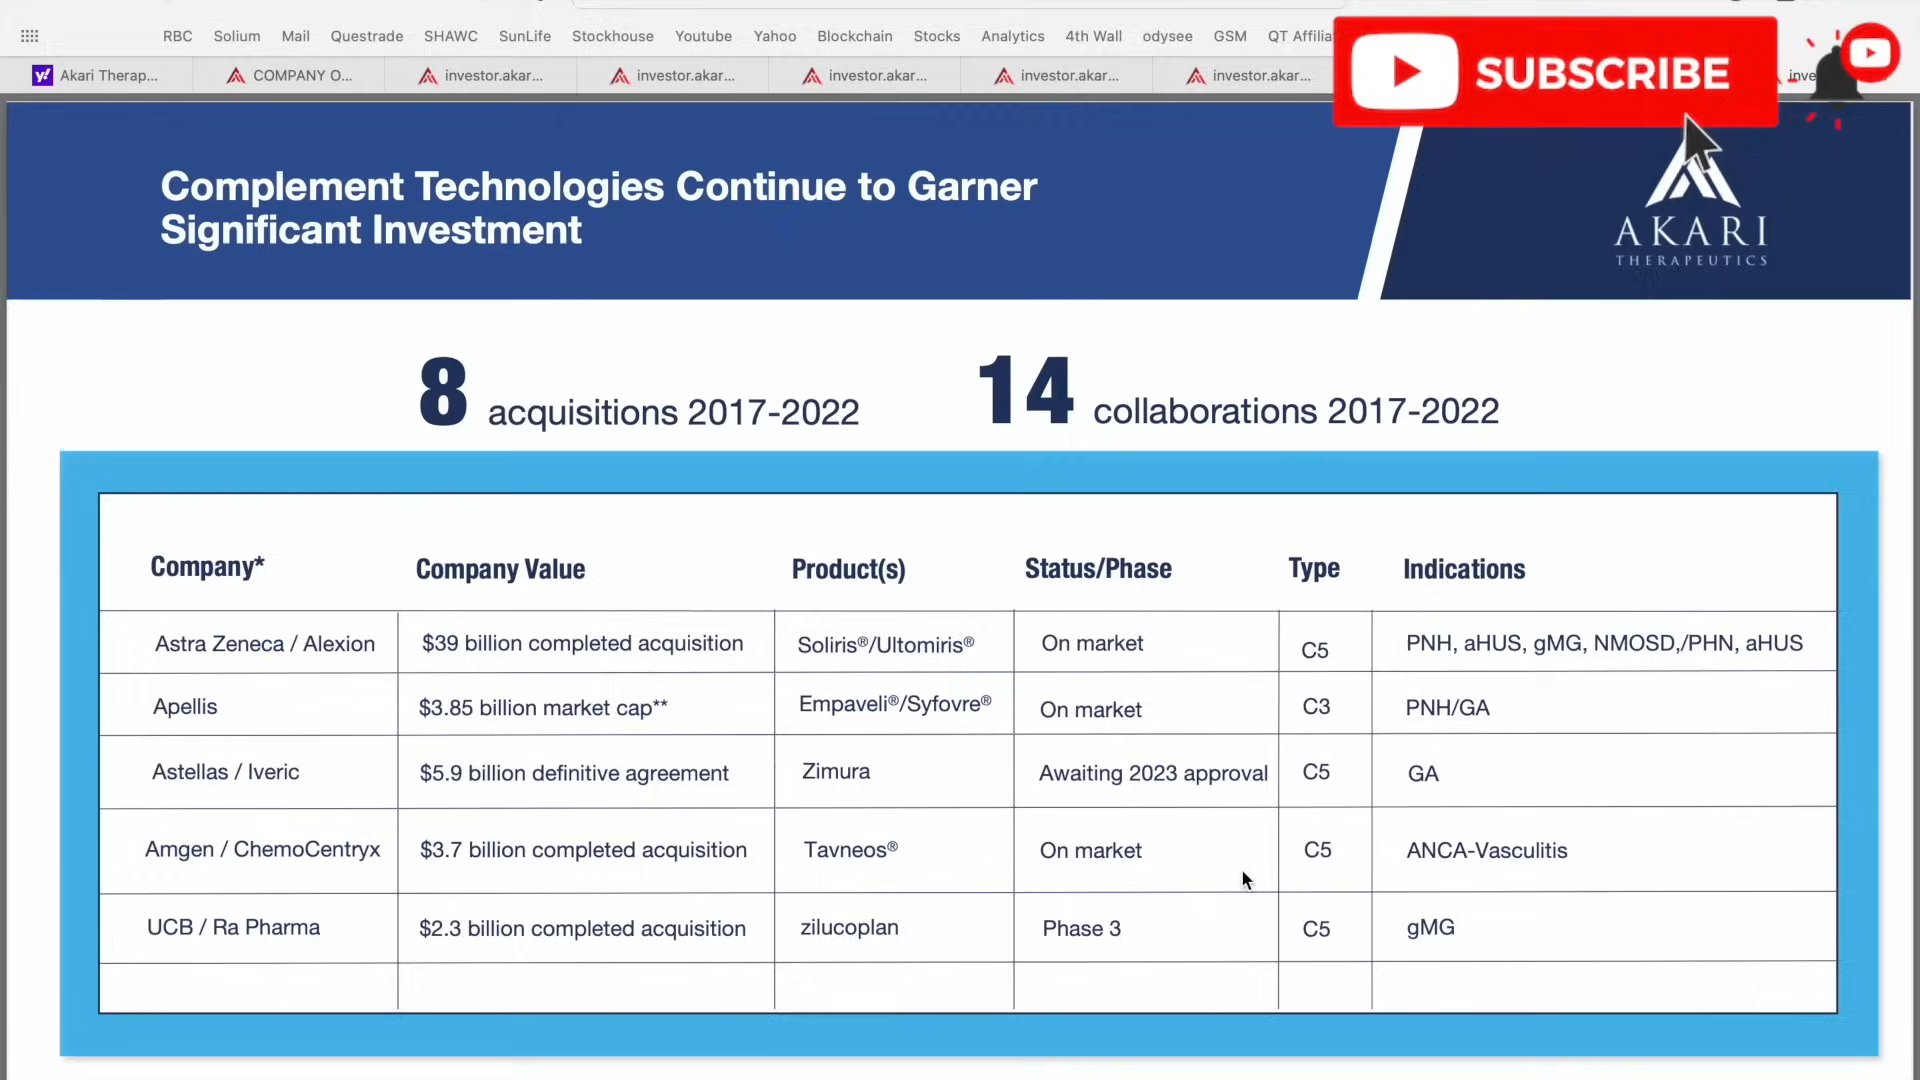 RBC Solium Mail Questrade SHAWC SunLife Stockhouse Youtube Yahoo Blockchain Stocks Analytics 4th Wall odysee GSM QT Affilia
y! Akari Therap... COMPANY O... investor.akar... investor.akar... investor.akar... investor.akar... investor.akar... inve
SUBSCRIBE
Complement Technologies Continue to Garner
Significant Investment
AKARI
THERAPEUTICS
8 acquisitions 2017-2022 14 collaborations 2017-2022
Company* Company Value Product(s) Status/Phase Type Indications
Astra Zeneca / Alexion $39 billion completed acquisition Soliris®/Ultomiris® On market C5 PNH, aHUS, gMG, NMOSD,/PHN, aHUS
Apellis $3.85 billion market cap** Empaveli®/Syfovre® On market C3 PNH/GA
Astellas / Iveric $5.9 billion definitive agreement Zimura Awaiting 2023 approval C5 GA
Amgen / ChemoCentryx $3.7 billion completed acquisition Tavneos® On market C5 ANCA-Vasculitis
UCB / Ra Pharma $2.3 billion completed acquisition zilucoplan Phase 3 C5 gMG